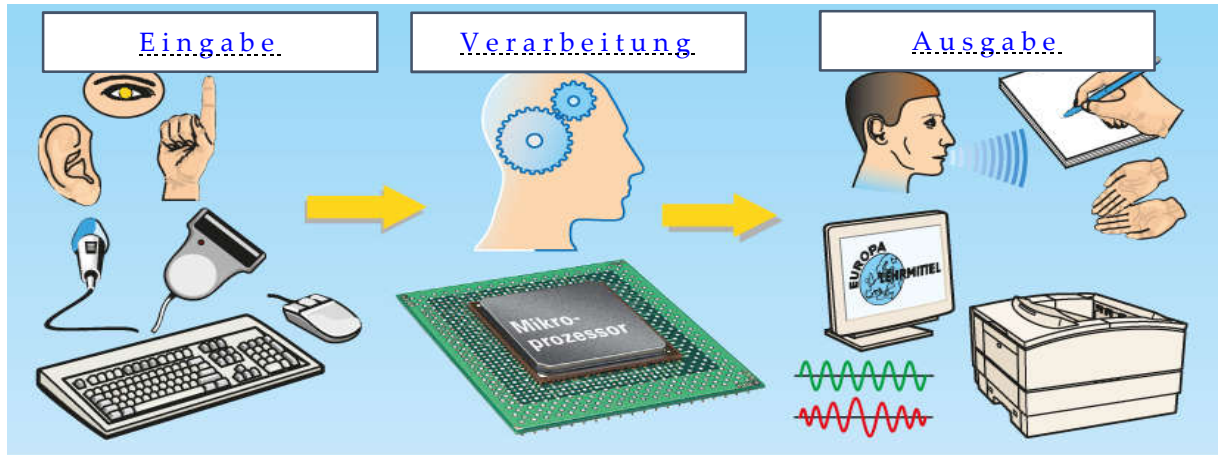 Eingabe
Verarbeitung
Ausgabe
EUROPA
LEHRMITTEL
Mikro-
prozessor